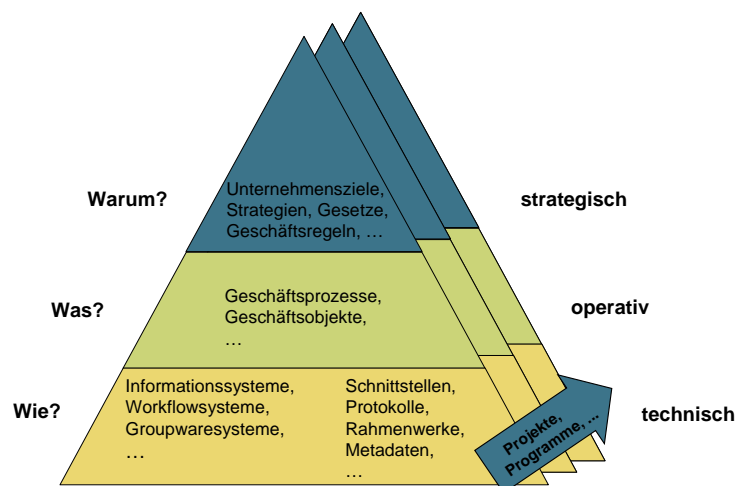 Warum?
Unternehmensziele,
Strategien, Gesetze,
Geschäftsregeln, …
strategisch
Was?
Geschäftsprozesse,
Geschäftsobjekte,
…
operativ
Wie?
Informationssysteme,
Workflowsysteme,
Groupwaresysteme,
…
Schnittstellen,
Protokolle,
Rahmenwerke,
Metadaten,
…
Projekte,
Programme, ...
technisch